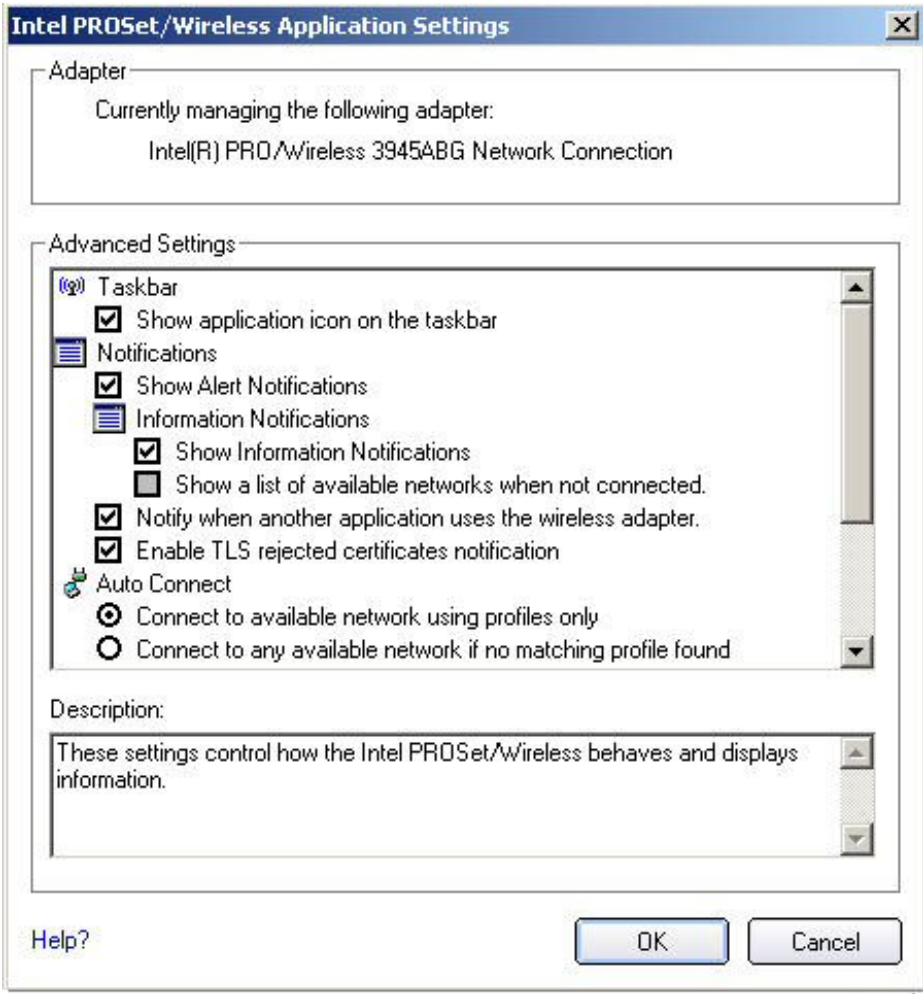 Intel PROSet/Wireless Application Settings
Adapter
Currently managing the following adapter:
Intel(R) PRO/Wireless 3945ABG Network Connection
Advanced Settings
Taskbar
Show application icon on the taskbar
Notifications
Show Alert Notifications
Information Notifications
Show Information Notifications
Show a list of available networks when not connected.
Notify when another application uses the wireless adapter.
Enable TLS rejected certificates notification
Auto Connect
Connect to available network using profiles only
Connect to any available network if no matching profile found
Description:
These settings control how the Intel PROSet/Wireless behaves and displays
information.
Help?
OK
Cancel